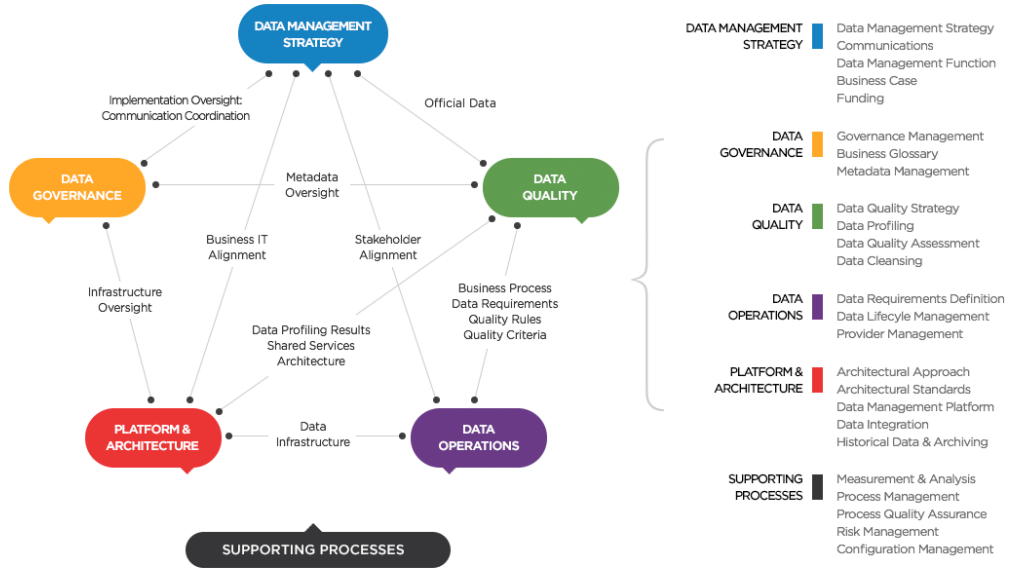 DATA MANAGEMENT
STRATEGY
Implementation Oversight:
Communication Coordination
Official Data
DATA
GOVERNANCE
Metadata
Oversight
DATA
QUALITY
Business IT
Alignment
Stakeholder
Alignment
Infrastructure
Oversight
Business Process
Data Requirements
Quality Rules
Quality Criteria
Data Profiling Results
Shared Services
Architecture
PLATFORM &
ARCHITECTURE
Data
Infrastructure
DATA
OPERATIONS
SUPPORTING PROCESSES
DATA MANAGEMENT
STRATEGY
Data Management Strategy
Communications
Data Management Function
Business Case
Funding
DATA
GOVERNANCE
Governance Management
Business Glossary
Metadata Management
DATA
QUALITY
Data Quality Strategy
Data Profiling
Data Quality Assessment
Data Cleansing
DATA
OPERATIONS
Data Requirements Definition
Data Lifecyle Management
Provider Management
PLATFORM &
ARCHITECTURE
Architectural Approach
Architectural Standards
Data Management Platform
Data Integration
Historical Data & Archiving
SUPPORTING
PROCESSES
Measurement & Analysis
Process Management
Process Quality Assurance
Risk Management
Configuration Management